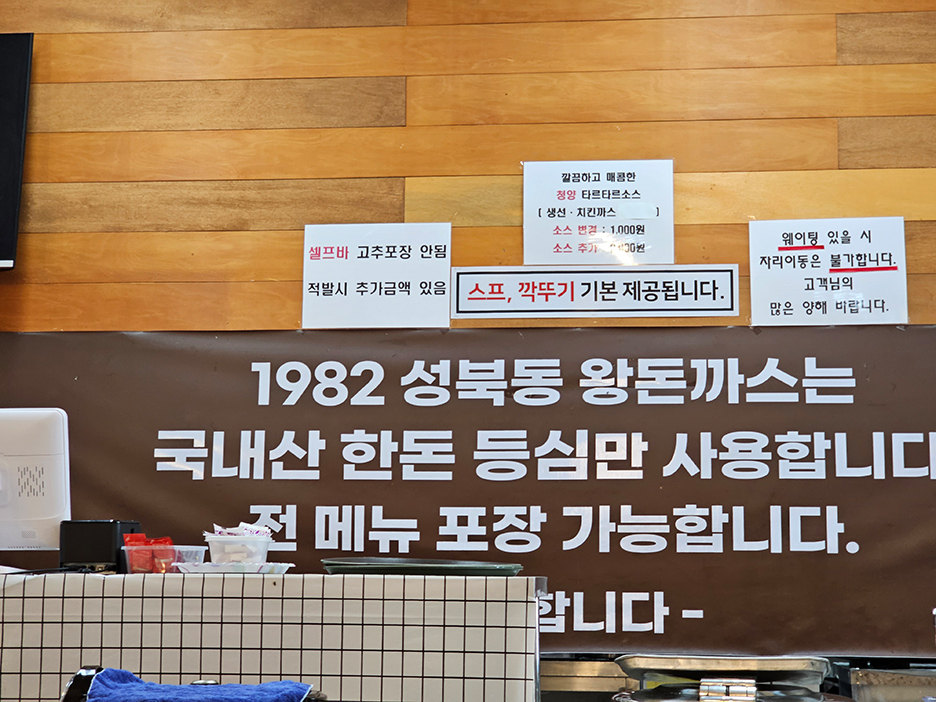 깔끔하고 매콤한
청양 타르타르소스
[ 생선 · 치킨까스 ]
소스 변경 : 1,000원
소스 추가
셀프바 고추포장 안됨
적발시 추가금액 있음
스프, 깍뚜기 기본 제공됩니다.
웨이팅 있을 시
자리이동은 불가합니다.
고객님의
많은 양해 바랍니다.
1982 성북동 왕돈까스는
국내산 한돈 등심만 사용합니다
전 메뉴 포장 가능합니다.
합니다 -